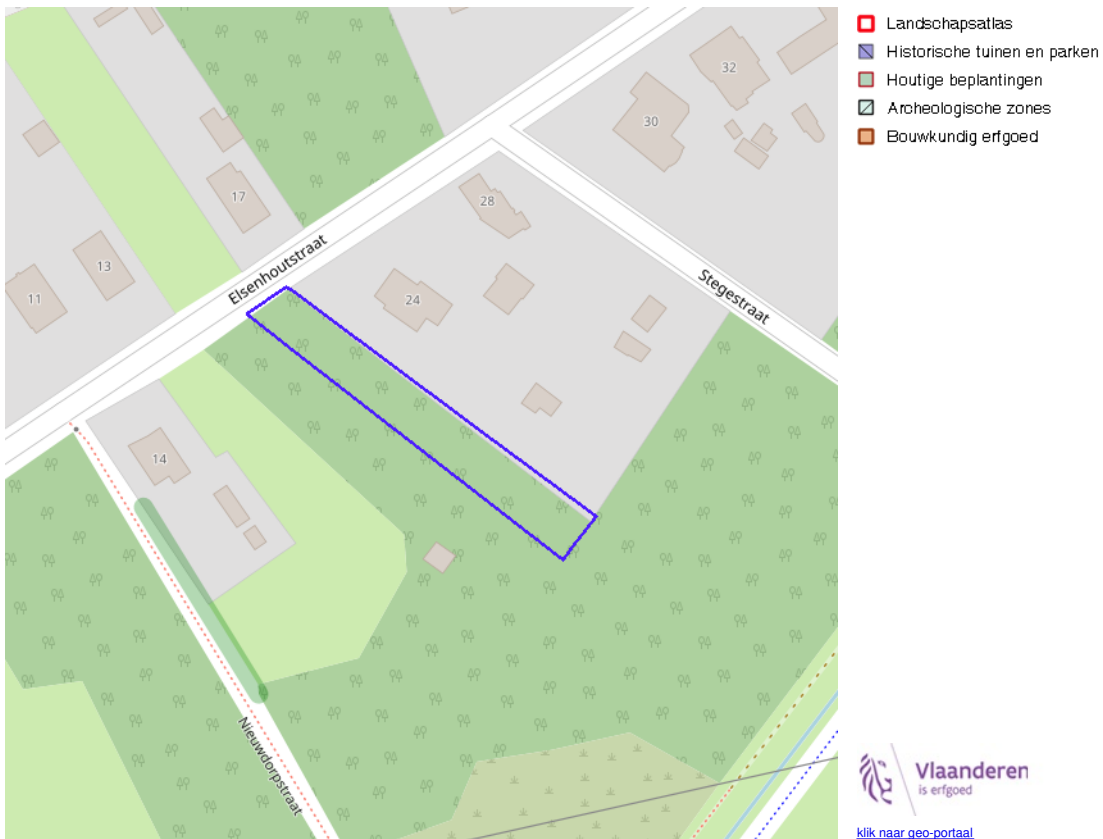 Landschapsatlas
Historische tuinen en parken
Houtige beplantingen
Archeologische zones
Bouwkundig erfgoed
32
30
17
28
13
Elsenhoutstraat
Stegestraat
11
24
14
Nieuwdorpstraat
Vlaanderen
is erfgoed
klik naar geo-portaal